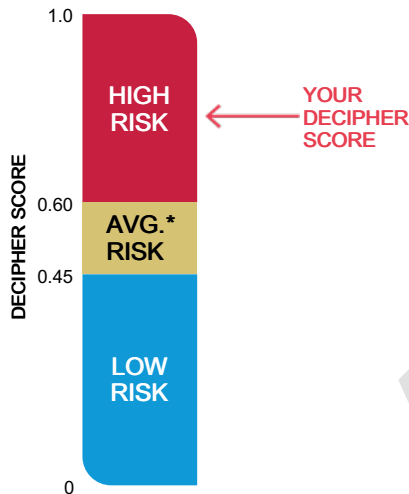 1.0
HIGH
RISK
YOUR
DECIPHER
SCORE
DECIPHER SCORE
0.60
AVG.*
RISK
0.45
LOW
RISK
0